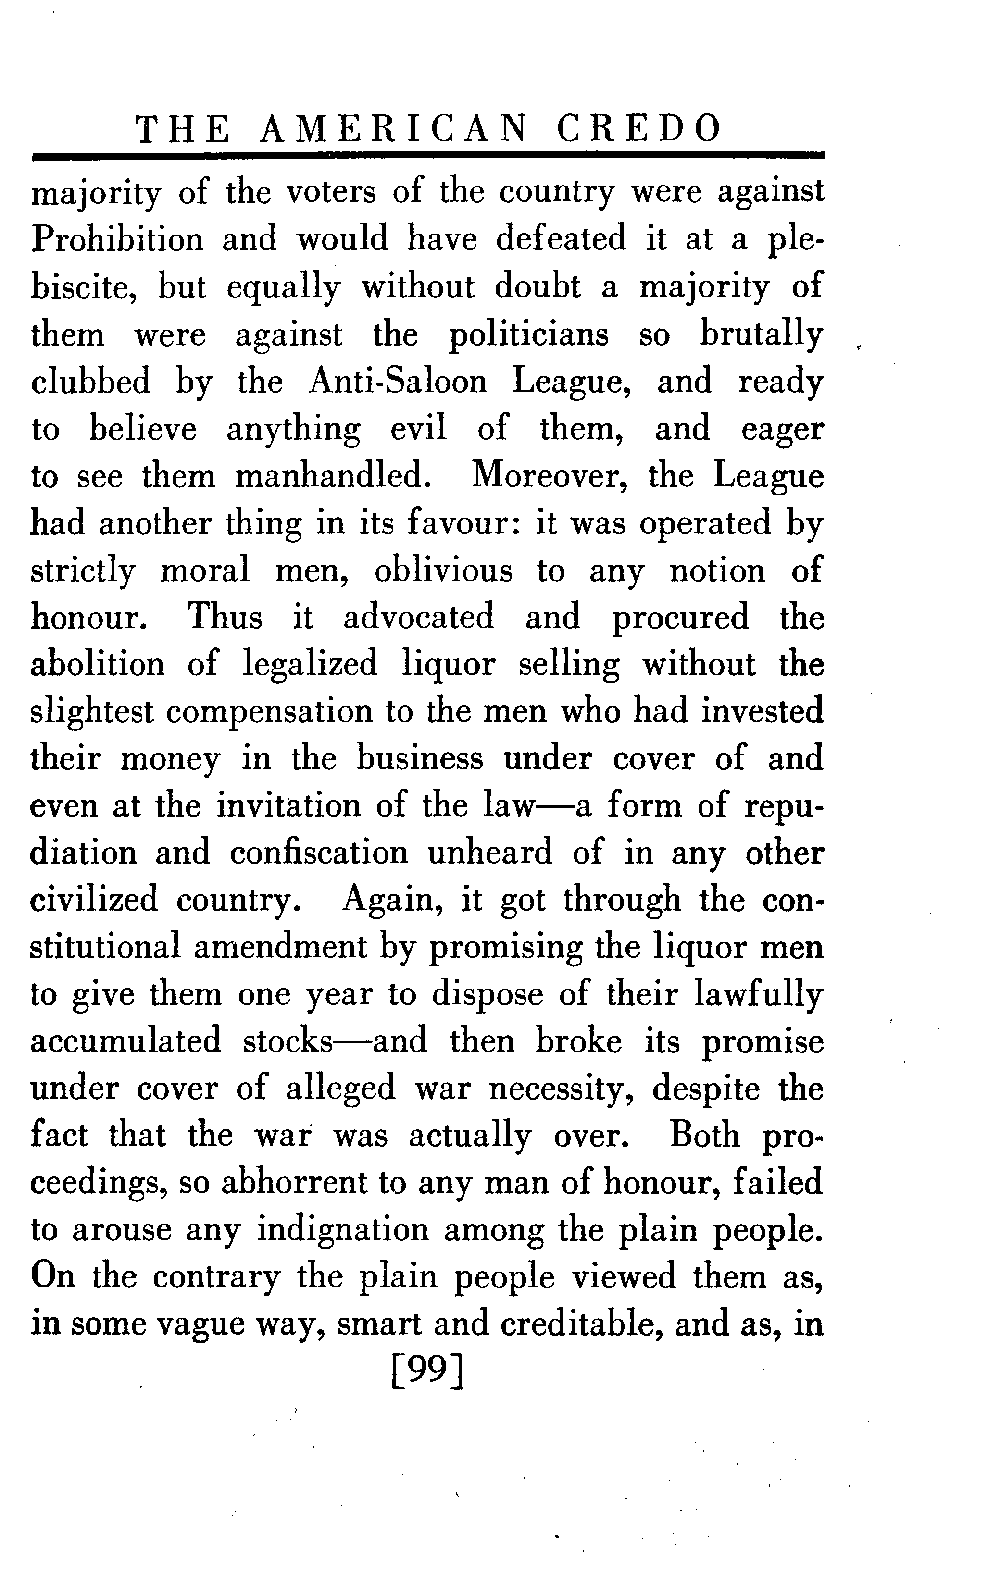 THE AMERICAN CREDO
majority of the voters of the country were against
Prohibition and would have defeated it at a ple-
biscite, but equally without doubt a majority of
them were against the politicians so brutally
clubbed by the Anti-Saloon League, and ready
to believe anything evil of them, and eager
to see them manhandled. Moreover, the League
had another thing in its favour: it was operated by
strictly moral men, oblivious to any notion of
honour. Thus it advocated and procured the
abolition of legalized liquor selling without the
slightest compensation to the men who had invested
their money in the business under cover of and
even at the invitation of the law—a form of repu-
diation and confiscation unheard of in any other
civilized country. Again, it got through the con-
stitutional amendment by promising the liquor men
to give them one year to dispose of their lawfully
accumulated stocks—and then broke its promise
under cover of alleged war necessity, despite the
fact that the war was actually over. Both pro-
ceedings, so abhorrent to any man of honour, failed
to arouse any indignation among the plain people.
On the contrary the plain people viewed them as,
in some vague way, smart and creditable, and as, in
[99]